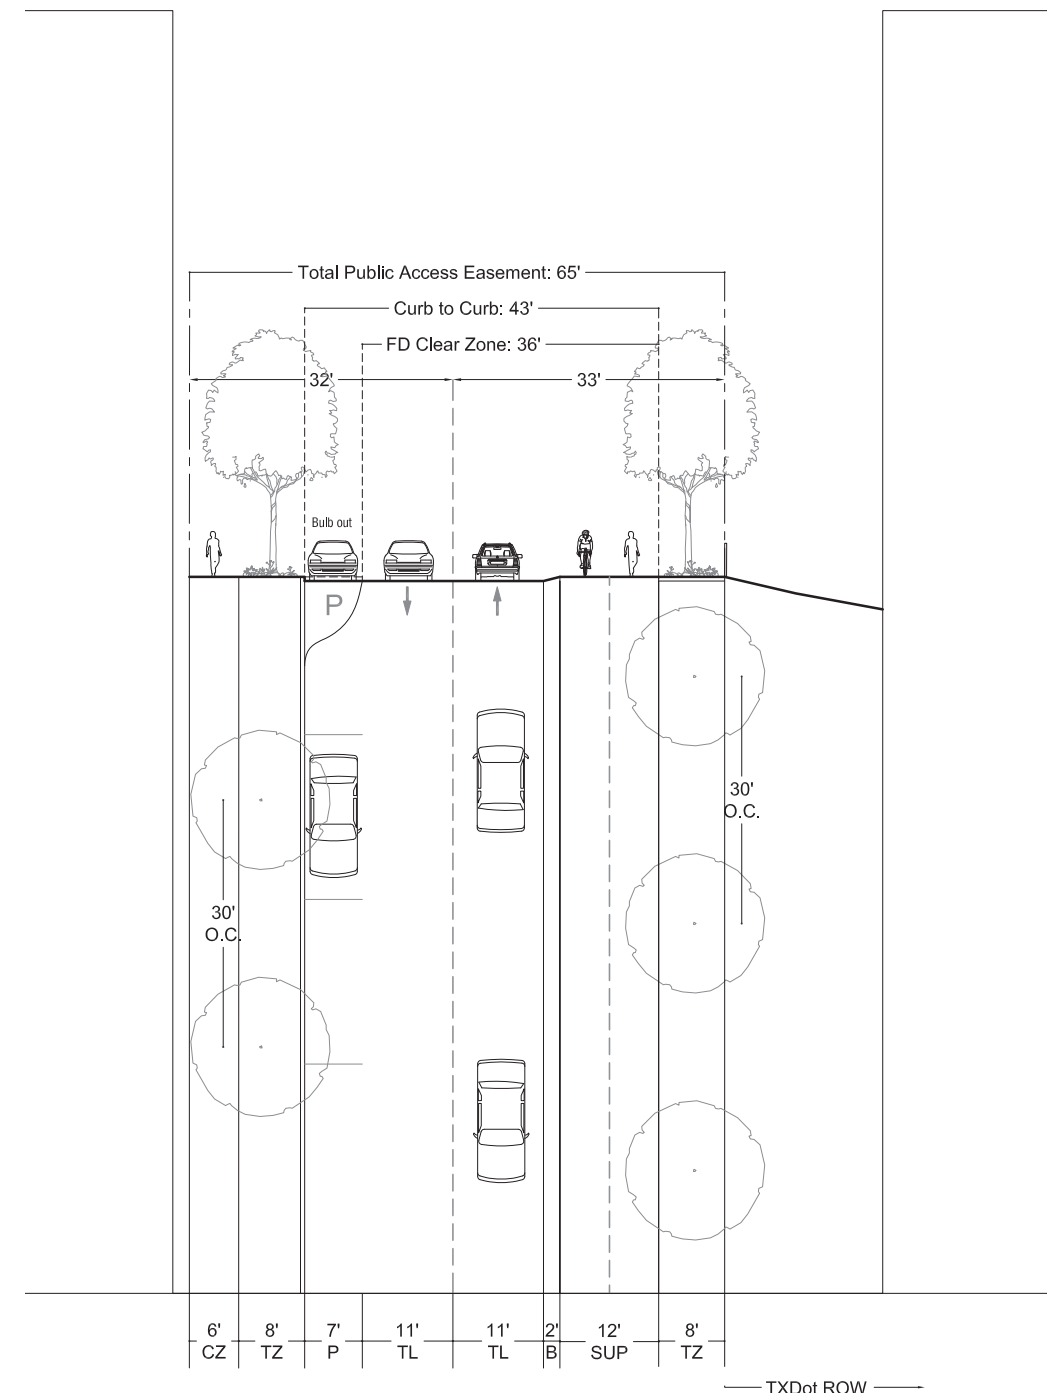 Total Public Access Easement: 65'
Curb to Curb: 43'
FD Clear Zone: 36'
32' 33'
Bulb out
P
30'
O.C.
30'
O.C.
6' 8' 7' 11' 11' 2' 12' 8'
CZ TZ P TL TL B SUP TZ
TXDot ROW